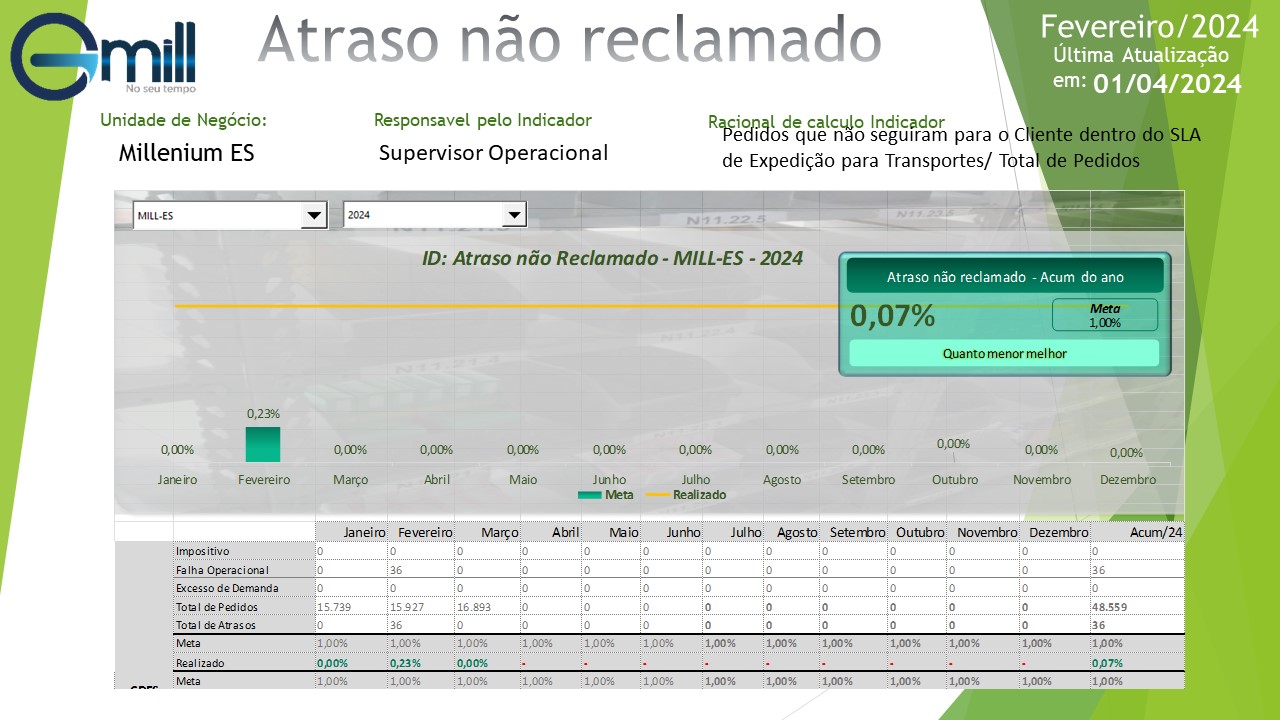 Gmill
No seu tempo
Atraso não reclamado
Fevereiro/2024
Última Atualização
em: 01/04/2024
Unidade de Negócio:
Millenium ES
Responsavel pelo Indicador
Supervisor Operacional
Racional de calculo Indicador
Pedidos que não seguiram para o Cliente dentro do SLA
de Expedição para Transportes/ Total de Pedidos
MILL-ES
2024
N11.22.5
N11.23.5
ID: Atraso não Reclamado - MILL-ES - 2024
Atraso não reclamado - Acum do ano
0,07%
Meta
1,00%
Quanto menor melhor
0,00% 0,23% 0,00% 0,00% 0,00% 0,00% 0,00% 0,00% 0,00% 0,00% 0,00% 0,00%
Janeiro Fevereiro Março Abril Maio Junho Julho Agosto Setembro Outubro Novembro Dezembro
Meta Realizado
Janeiro Fevereiro Março Abril Maio Junho Julho Agosto Setembro Outubro Novembro Dezembro Acum/24
Impositivo 0 0 0 0 0 0 0 0 0 0 0 0 0
Falha Operacional 0 36 0 0 0 0 0 0 0 0 0 0 36
Excesso de Demanda 0 0 0 0 0 0 0 0 0 0 0 0 0
Total de Pedidos 15.739 15.927 16.893 0 0 0 0 0 0 0 0 0 48.559
Total de Atrasos 0 36 0 0 0 0 0 0 0 0 0 0 36
Meta 1,00% 1,00% 1,00% 1,00% 1,00% 1,00% 1,00% 1,00% 1,00% 1,00% 1,00% 1,00% 1,00%
Realizado 0,00% 0,23% 0,00% - - - - - - - - - 0,07%
Meta 1,00% 1,00% 1,00% 1,00% 1,00% 1,00% 1,00% 1,00% 1,00% 1,00% 1,00% 1,00% 1,00%